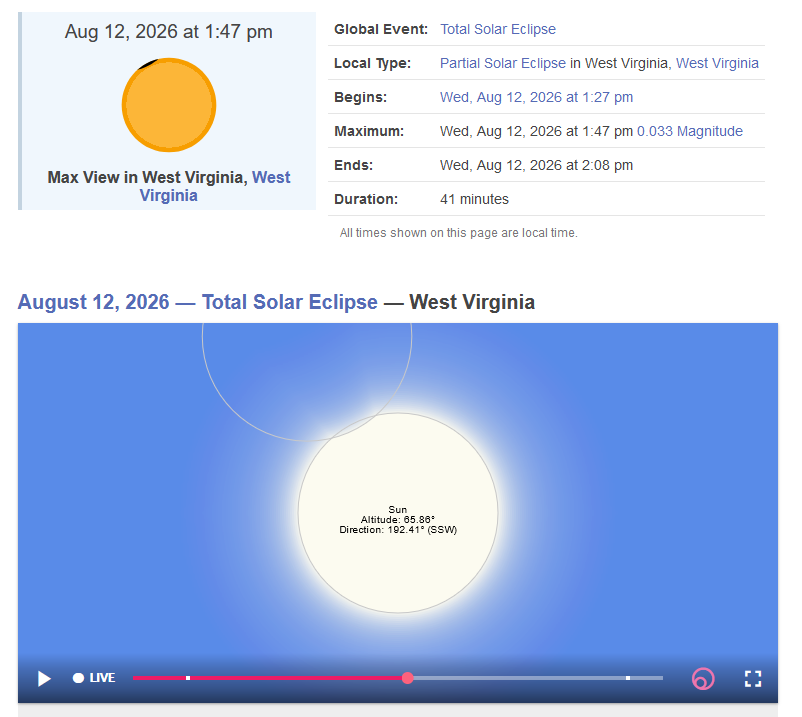 Aug 12, 2026 at 1:47 pm
Max View in West Virginia, West
Virginia
Global Event: Total Solar Eclipse
Local Type: Partial Solar Eclipse in West Virginia, West Virginia
Begins: Wed, Aug 12, 2026 at 1:27 pm
Maximum: Wed, Aug 12, 2026 at 1:47 pm 0.033 Magnitude
Ends: Wed, Aug 12, 2026 at 2:08 pm
Duration: 41 minutes
All times shown on this page are local time.
August 12, 2026 — Total Solar Eclipse — West Virginia
Sun
Altitude: 65.86°
Direction: 192.41° (SSW)
LIVE